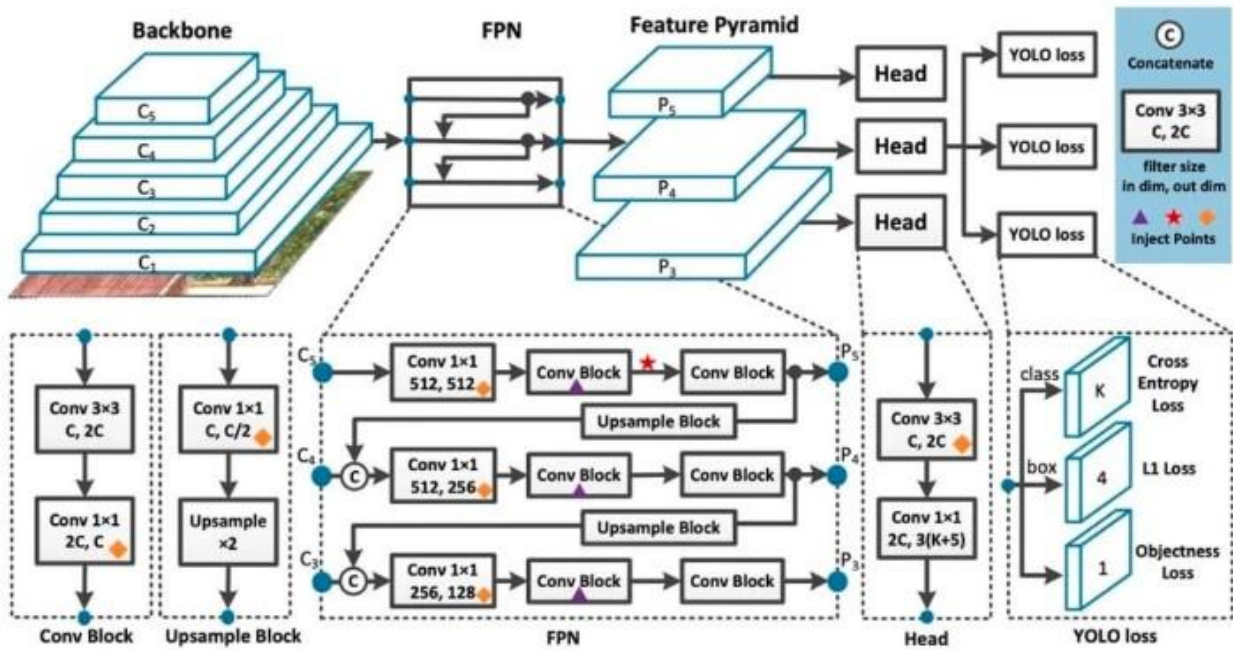 Backbone
FPN
Feature Pyramid
C5
C4
C3
C2
C1
P5
P4
P3
Head
Head
Head
YOLO loss
YOLO loss
YOLO loss
C
Concatenate
Conv 3×3
C, 2C
filter size
in dim, out dim
Inject Points
Conv 3×3
C, 2C
Conv 1×1
2C, C
Conv Block
Conv 1×1
C, C/2
Upsample
×2
Upsample Block
C5
Conv 1×1
512, 512
Conv Block
Conv Block
P5
Upsample Block
C4
C
Conv 1×1
512, 256
Conv Block
Conv Block
P4
Upsample Block
C3
C
Conv 1×1
256, 128
Conv Block
Conv Block
P3
FPN
Conv 3×3
C, 2C
Conv 1×1
2C, 3(K+5)
Head
class
K
Cross
Entropy
Loss
box
4
L1 Loss
1
Objectness
Loss
YOLO loss